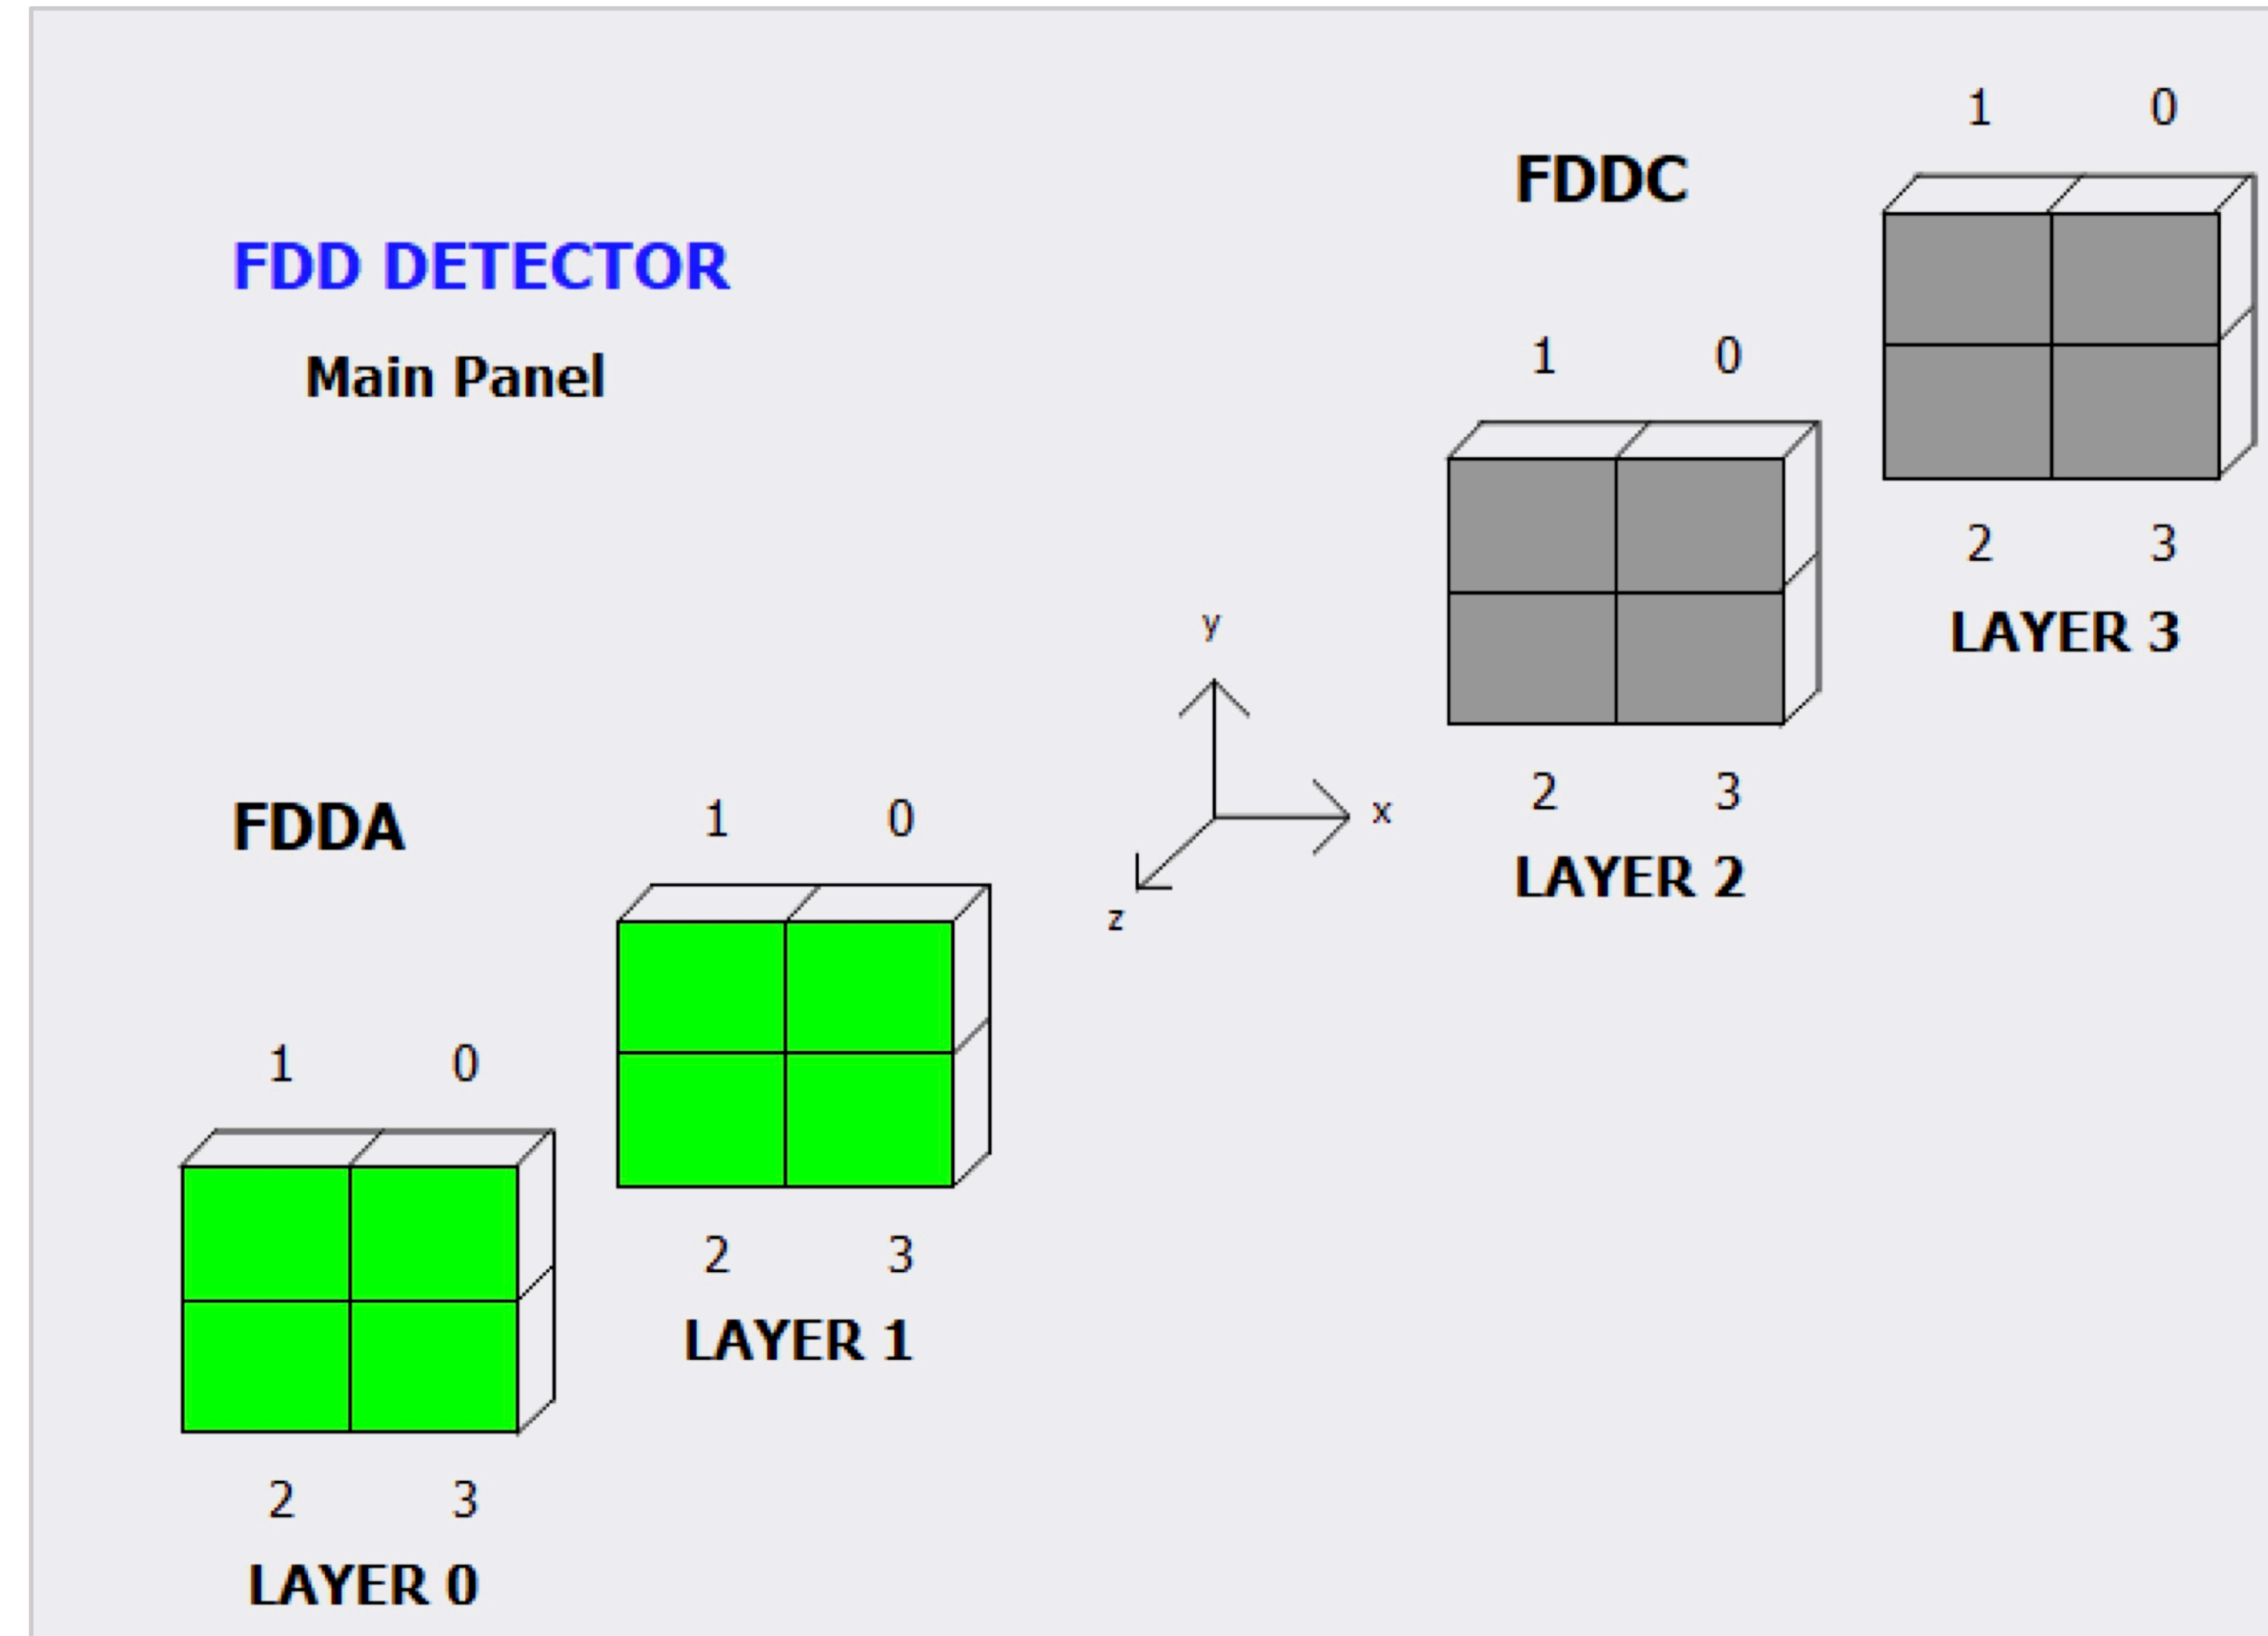 FDD DETECTOR
Main Panel
FDDC
1 0
2 3
LAYER 3
1 0
2 3
LAYER 2
y
x
z
FDDA
1 0
2 3
LAYER 1
1 0
2 3
LAYER 0